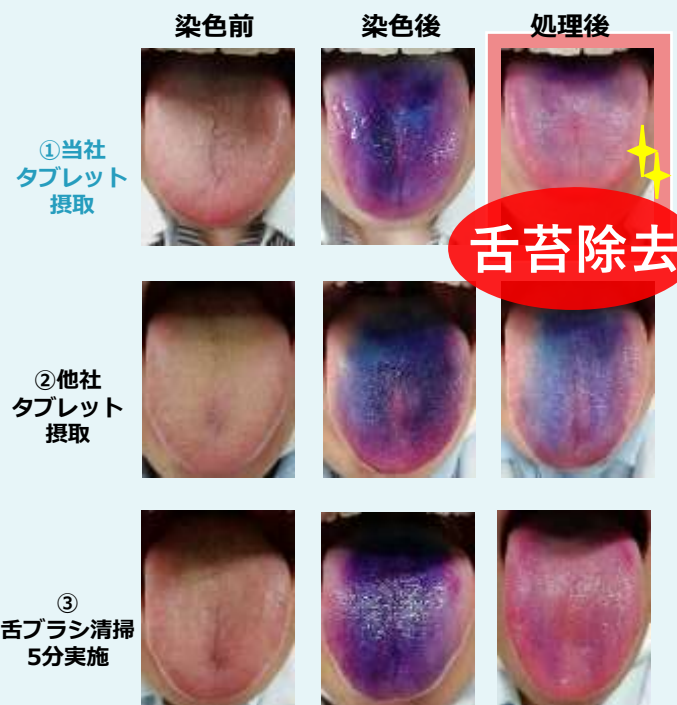 染色前 染色後 処理後
①当社
タブレット
摂取
舌苔除去
②他社
タブレット
摂取
③
舌ブラシ清掃
5分実施